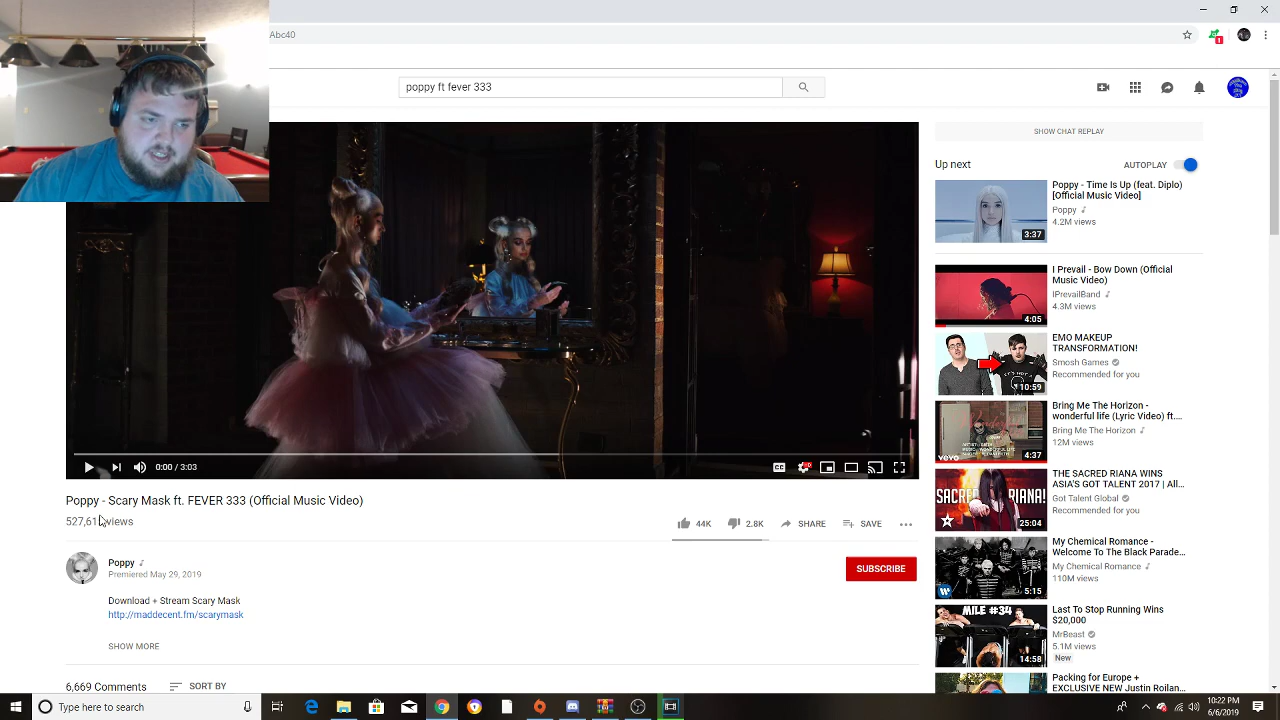 Abc40
1
poppy ft fever 333
SHOW CHAT REPLAY
Up next
AUTOPLAY
Poppy - Time Is Up (feat. Diplo)
[Official Music Video]
Poppy
4.2M views
3:37
I Prevail - Bow Down (Official
Music Video)
IPrevailBand
4.3M views
4:05
EMO MAKEUP
TRANSFORMATION!
Smosh Games
Recommended for you
10:59
Bring Me The Horizon -
wonderful life (Lyric Video) ft....
Bring Me The Horizon
12M views
vevo
4:37
THE SACRED RIANA WINS
ASIA'S GOT TALENT 2017 | All...
Got Talent Global
Recommended for you
25:04
My Chemical Romance -
Welcome To The Black Parade...
My Chemical Romance
110M views
5:15
Last To Stop Running Wins
$20,000
MrBeast
5.1M views
New
MILE #34
14:58
Packing for Europe +
EXCLUSIVE NEW Justin Roilan...
0:00 / 3:03
CC
Poppy - Scary Mask ft. FEVER 333 (Official Music Video)
527,61 views
44K
2.8K
SHARE
SAVE
Poppy
Premiered May 29, 2019
SUBSCRIBE
Download + Stream Scary Mask
http://maddecent.fm/scarymask
SHOW MORE
6,669 Comments
SORT BY
Type here to search
10:22 PM
6/6/2019